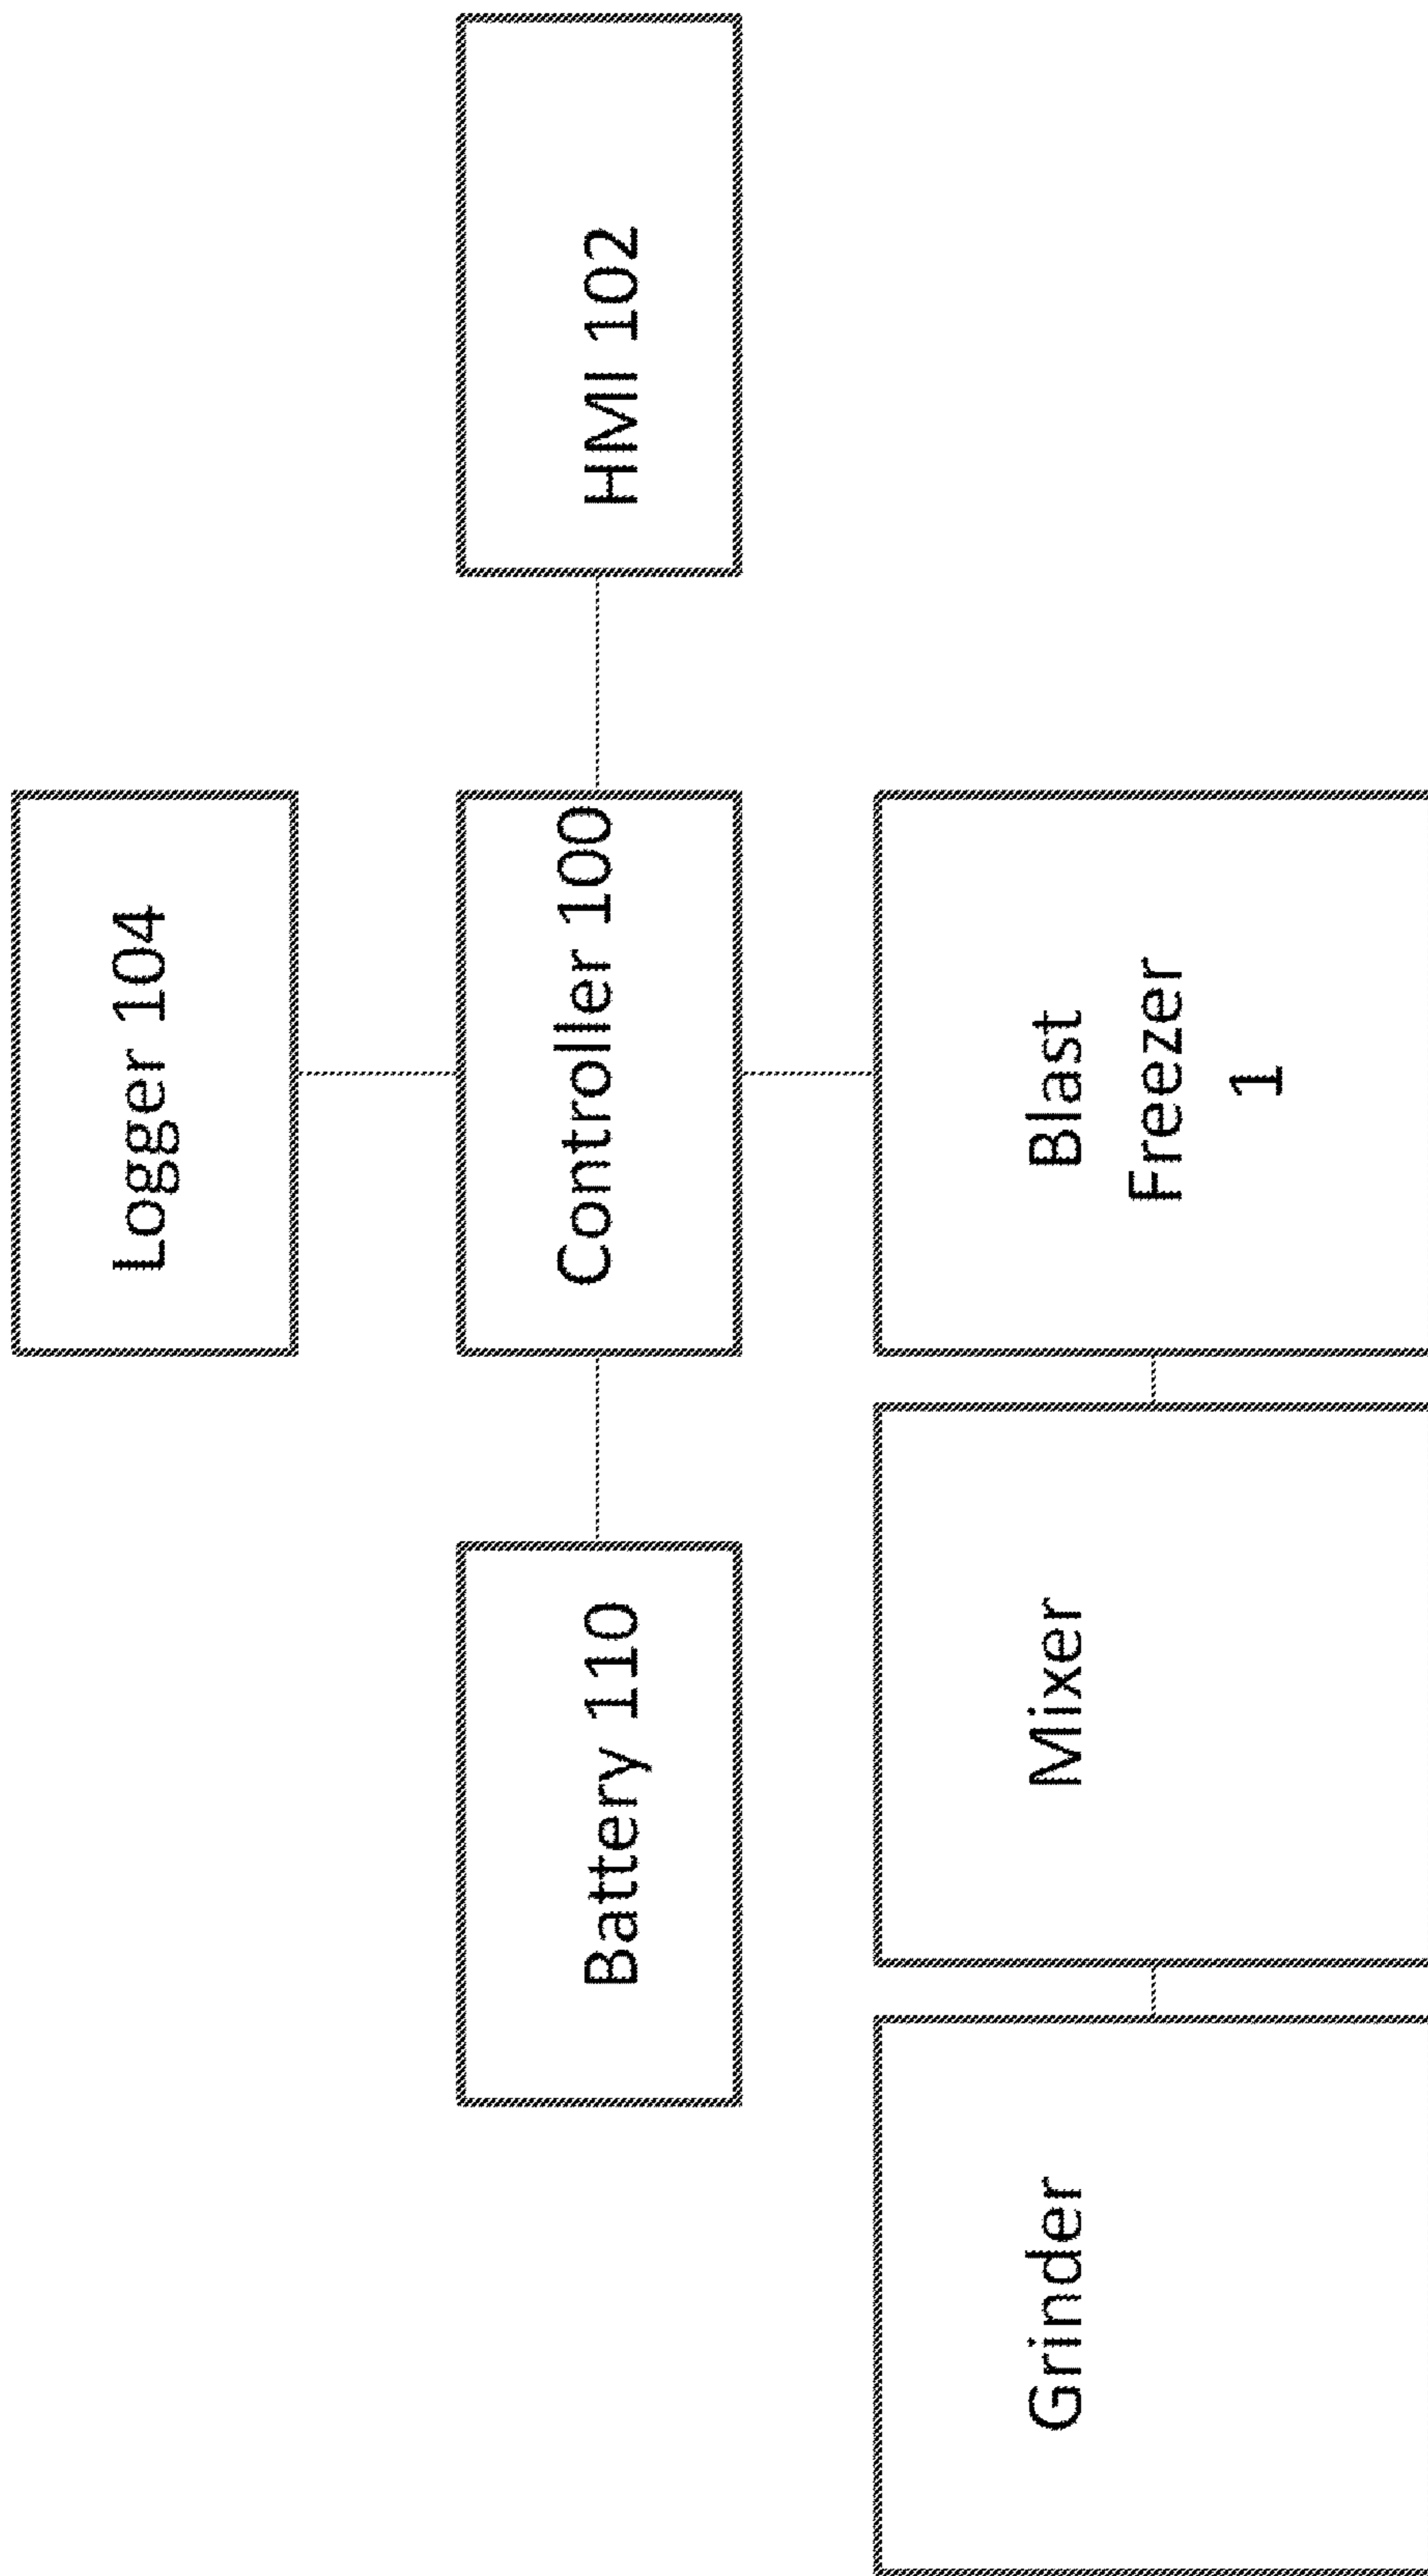 Logger 104
Battery 110
Controller 100
HMI 102
Grinder
Mixer
Blast
Freezer
1